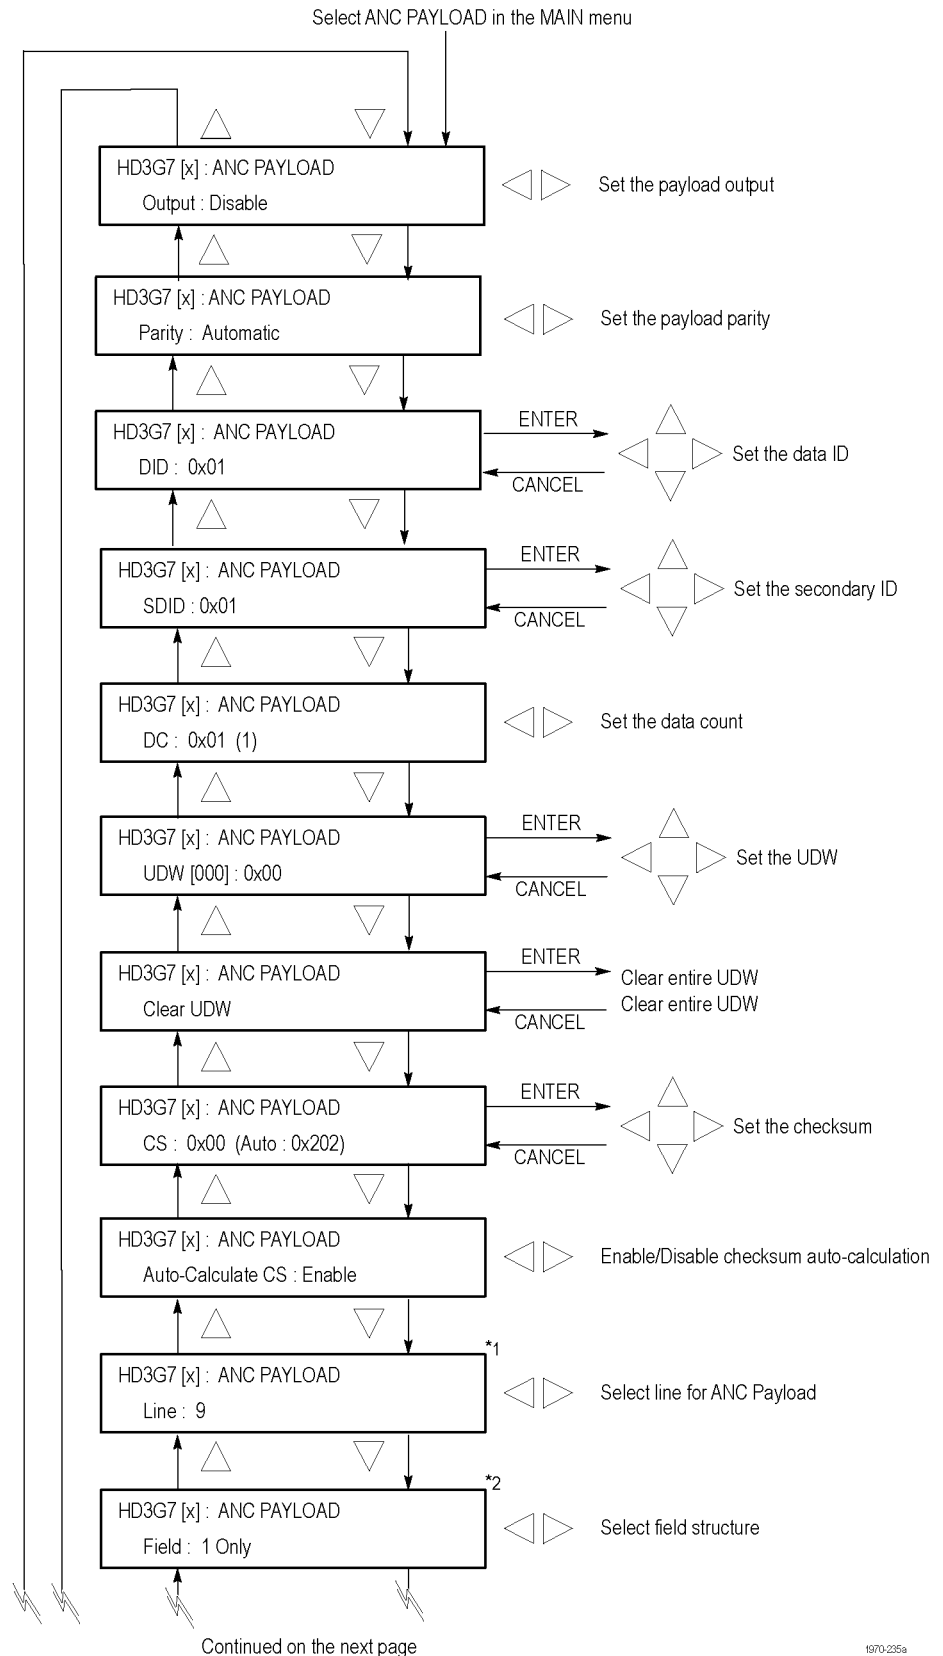 Select ANC PAYLOAD in the MAIN menu
HD3G7 [x] : ANC PAYLOAD
Output : Disable
Set the payload output
HD3G7 [x] : ANC PAYLOAD
Parity : Automatic
Set the payload parity
HD3G7 [x] : ANC PAYLOAD
DID : 0x01
ENTER
CANCEL
Set the data ID
HD3G7 [x] : ANC PAYLOAD
SDID : 0x01
ENTER
CANCEL
Set the secondary ID
HD3G7 [x] : ANC PAYLOAD
DC : 0x01 (1)
Set the data count
HD3G7 [x] : ANC PAYLOAD
UDW [000] : 0x00
ENTER
CANCEL
Set the UDW
HD3G7 [x] : ANC PAYLOAD
Clear UDW
ENTER
CANCEL
Clear entire UDW
Clear entire UDW
HD3G7 [x] : ANC PAYLOAD
CS : 0x00 (Auto : 0x202)
ENTER
CANCEL
Set the checksum
HD3G7 [x] : ANC PAYLOAD
Auto-Calculate CS : Enable
Enable/Disable checksum auto-calculation
*1
HD3G7 [x] : ANC PAYLOAD
Line : 9
Select line for ANC Payload
*2
HD3G7 [x] : ANC PAYLOAD
Field : 1 Only
Select field structure
Continued on the next page
1970-235a